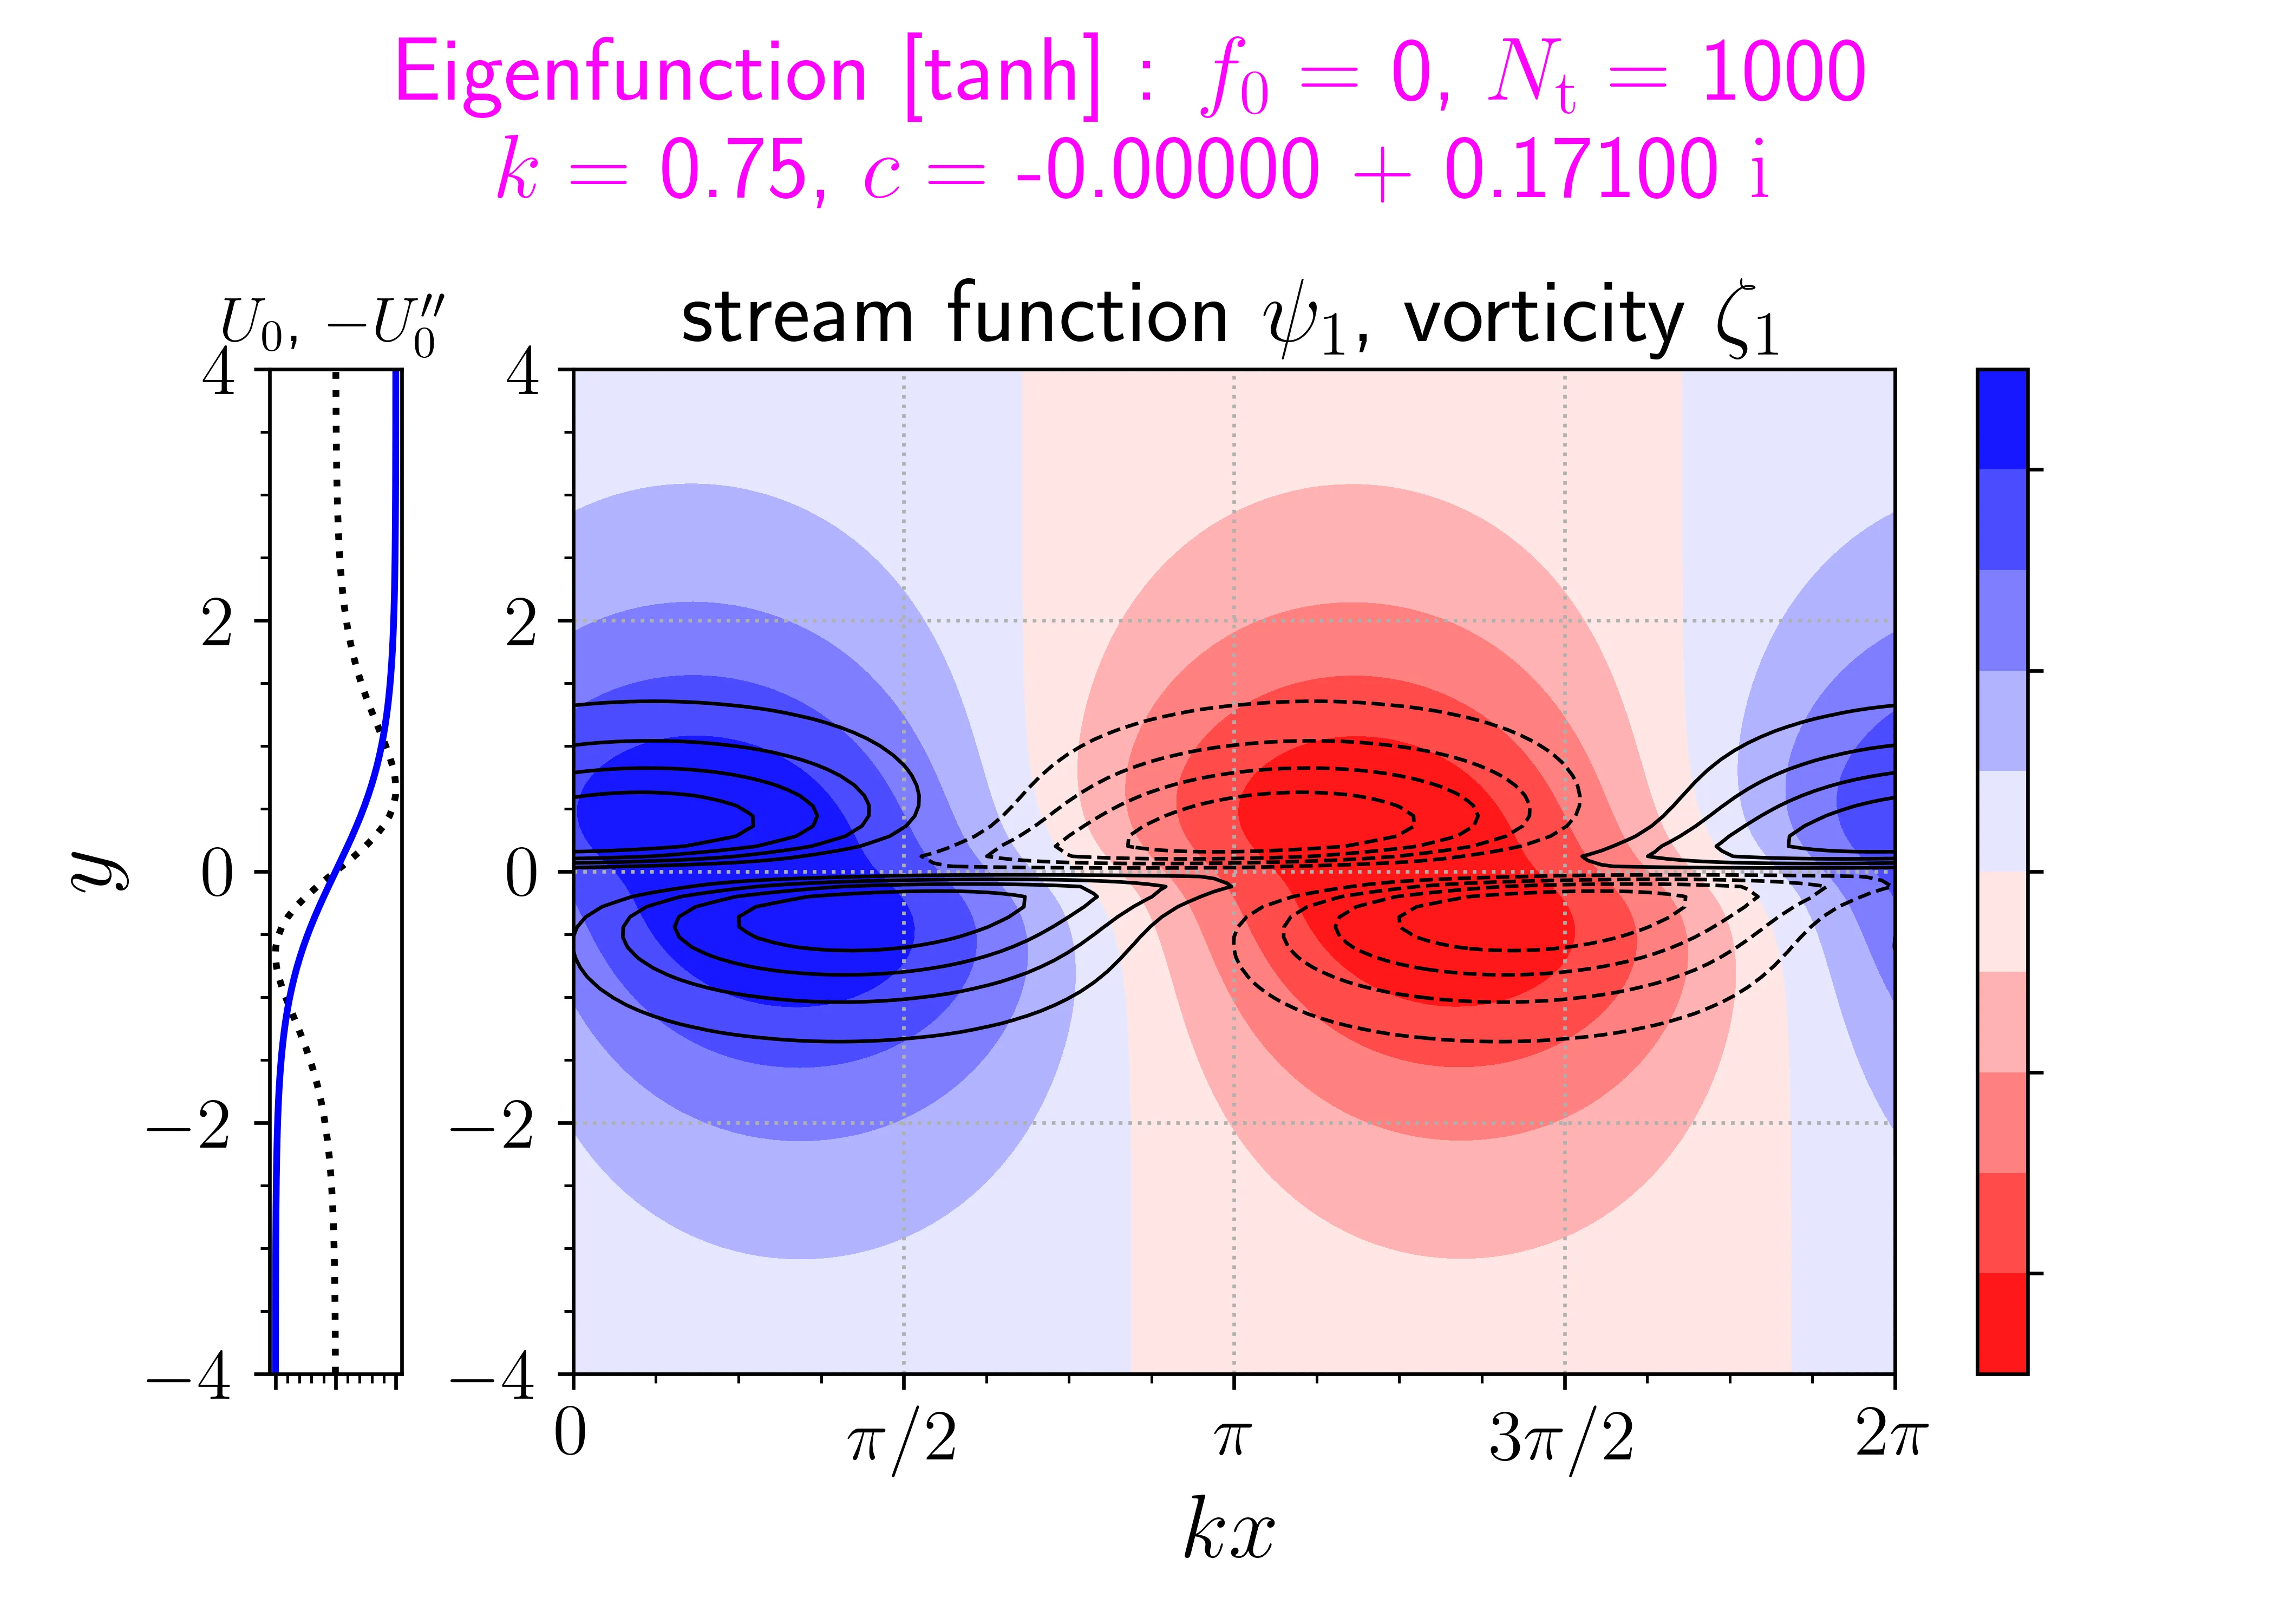 Eigenfunction [tanh] : f₀ = 0, Nₜ = 1000
k = 0.75, c = -0.00000 + 0.17100 i
U₀, −U₀″
stream function ψ₁, vorticity ζ₁
y
4
2
0
−2
−4
4
2
0
−2
−4
0
π/2
π
3π/2
2π
kx